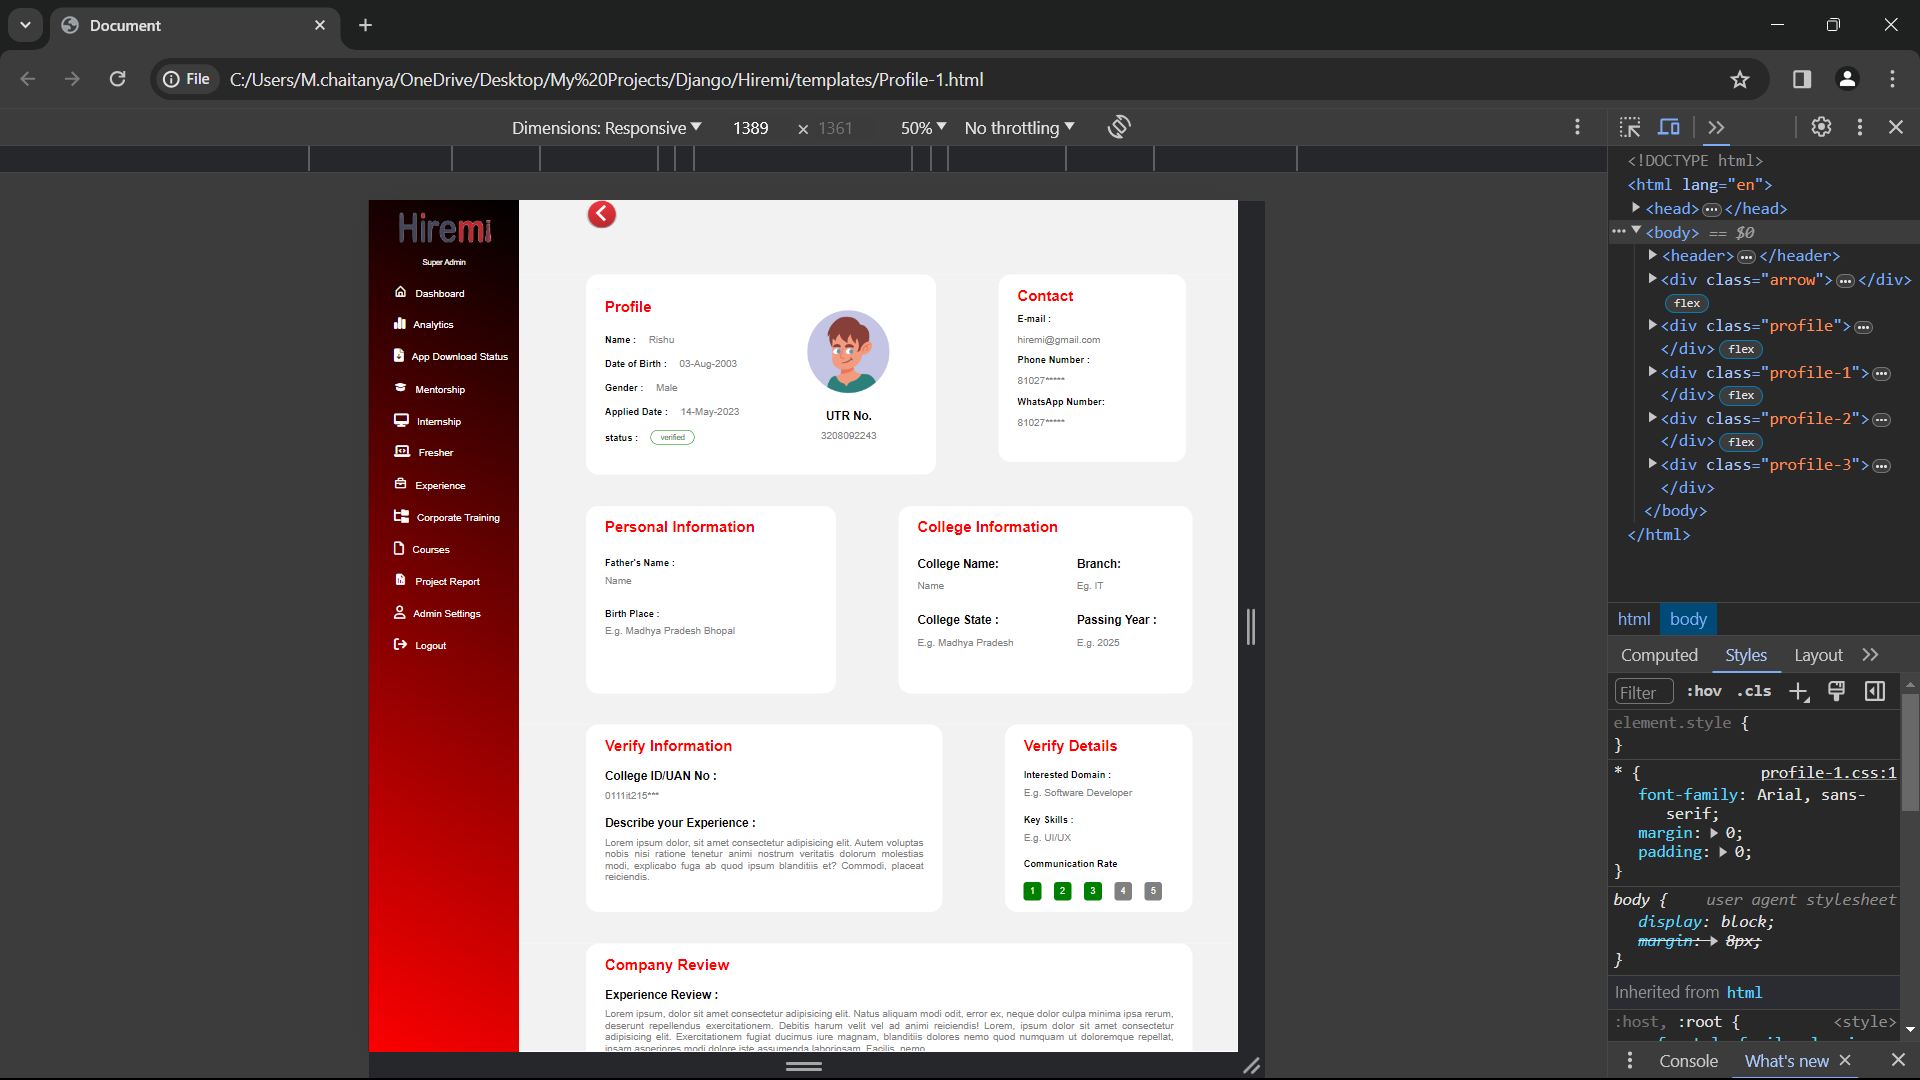 Document
File
C:/Users/M.chaitanya/OneDrive/Desktop/My%20Projects/Django/Hiremi/templates/Profile-1.html
Dimensions: Responsive 1389 × 1361 50% No throttling
Hiremi
Super Admin
Dashboard
Analytics
App Download Status
Mentorship
Internship
Fresher
Experience
Corporate Training
Courses
Project Report
Admin Settings
Logout
Profile
Name : Rishu
Date of Birth : 03-Aug-2003
Gender : Male
Applied Date : 14-May-2023
status : verified
UTR No.
3208092243
Contact
E-mail :
hiremi@gmail.com
Phone Number :
81027*****
WhatsApp Number:
81027*****
Personal Information
Father's Name :
Name
Birth Place :
E.g. Madhya Pradesh Bhopal
College Information
College Name: Branch:
Name Eg. IT
College State : Passing Year :
E.g. Madhya Pradesh E.g. 2025
Verify Information
College ID/UAN No :
0111it215***
Describe your Experience :
Lorem ipsum dolor, sit amet consectetur adipisicing elit. Autem voluptas
nobis nisi ratione tenetur animi nostrum veritatis dolorum molestias
modi, explicabo fuga ab quod ipsum blanditiis et? Commodi, placeat
reiciendis.
Verify Details
Interested Domain :
E.g. Software Developer
Key Skills :
E.g. UI/UX
Communication Rate
1 2 3 4 5
Company Review
Experience Review :
Lorem ipsum, dolor sit amet consectetur adipisicing elit. Natus aliquam modi odit, error ex, neque dolor culpa minima ipsa rerum,
deserunt repellendus exercitationem. Debitis harum velit vel ad animi reiciendis! Lorem, ipsum dolor sit amet consectetur
adipisicing elit. Exercitationem fugiat ducimus iure magnam, blanditiis dolores nemo quod numquam ut doloremque repellat,
ipsam asperiores modi dolore iste assumenda laboriosam. Facilis, nemo.
<!DOCTYPE html>
<html lang="en">
<head> ••• </head>
••• <body> == $0
<header> ••• </header>
<div class="arrow"> ••• </div>
flex
<div class="profile"> •••
</div> flex
<div class="profile-1"> •••
</div> flex
<div class="profile-2"> •••
</div> flex
<div class="profile-3"> •••
</div>
</body>
</html>
html body
Computed Styles Layout
Filter :hov .cls
element.style {
}
* { profile-1.css:1
font-family: Arial, sans-
serif;
margin: 0;
padding: 0;
}
body { user agent stylesheet
display: block;
margin: 8px;
}
Inherited from html
:host, :root { <style>
Console What's new